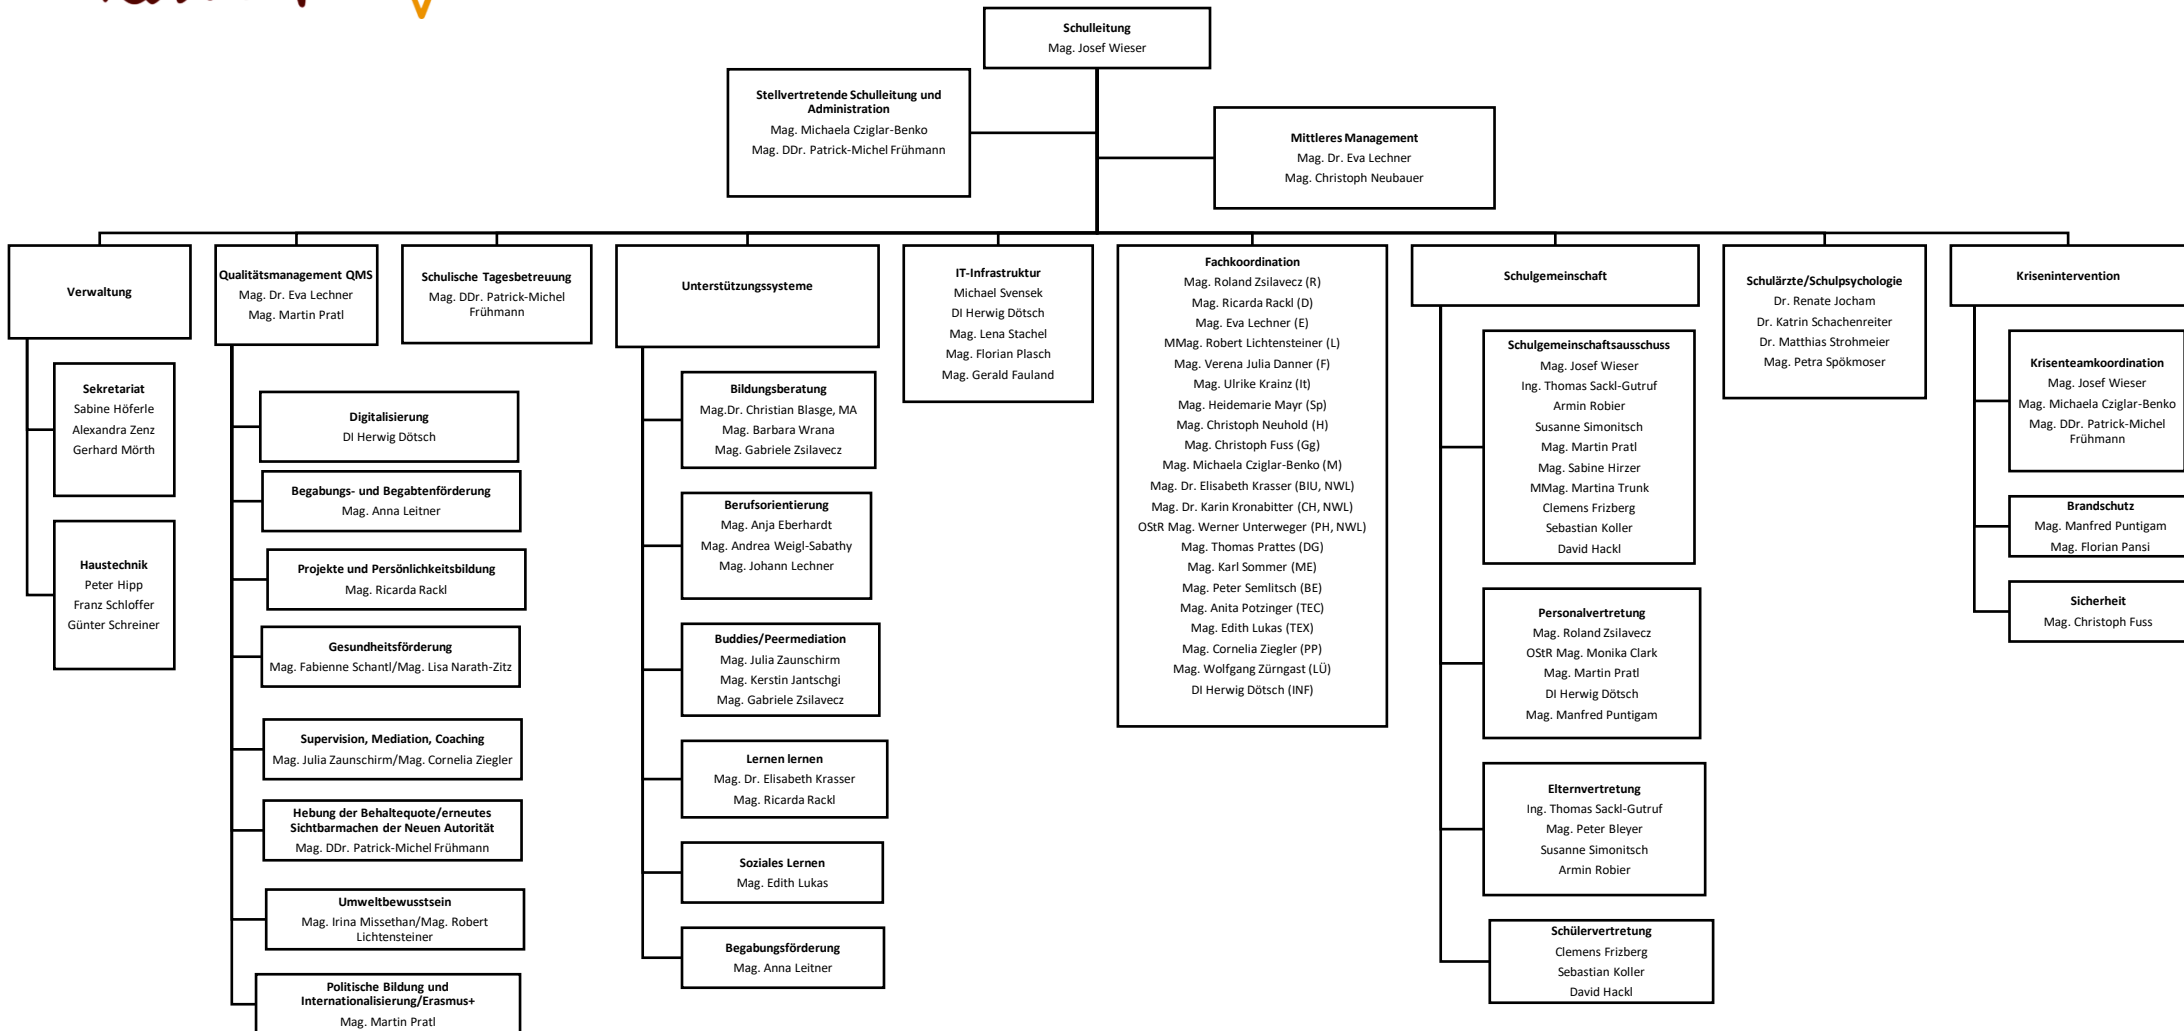 Schulleitung
Mag. Josef Wieser
Stellvertretende Schulleitung und
Administration
Mag. Michaela Cziglar-Benko
Mag. DDr. Patrick-Michel Frühmann
Mittleres Management
Mag. Dr. Eva Lechner
Mag. Christoph Neubauer
Verwaltung
Sekretariat
Sabine Höferle
Alexandra Zenz
Gerhard Mörth
Haustechnik
Peter Hipp
Franz Schloffer
Günter Schreiner
Qualitätsmanagement QMS
Mag. Dr. Eva Lechner
Mag. Martin Pratl
Digitalisierung
DI Herwig Dötsch
Begabungs- und Begabtenförderung
Mag. Anna Leitner
Projekte und Persönlichkeitsbildung
Mag. Ricarda Rackl
Gesundheitsförderung
Mag. Fabienne Schantl/Mag. Lisa Narath-Zitz
Supervision, Mediation, Coaching
Mag. Julia Zaunschirm/Mag. Cornelia Ziegler
Hebung der Behaltequote/erneutes
Sichtbarmachen der Neuen Autorität
Mag. DDr. Patrick-Michel Frühmann
Umweltbewusstsein
Mag. Irina Missethan/Mag. Robert
Lichtensteiner
Politische Bildung und
Internationalisierung/Erasmus+
Mag. Martin Pratl
Schulische Tagesbetreuung
Mag. DDr. Patrick-Michel
Frühmann
Unterstützungssysteme
Bildungsberatung
Mag.Dr. Christian Blasge, MA
Mag. Barbara Wrana
Mag. Gabriele Zsilavecz
Berufsorientierung
Mag. Anja Eberhardt
Mag. Andrea Weigl-Sabathy
Mag. Johann Lechner
Buddies/Peermediation
Mag. Julia Zaunschirm
Mag. Kerstin Jantschgi
Mag. Gabriele Zsilavecz
Lernen lernen
Mag. Dr. Elisabeth Krasser
Mag. Ricarda Rackl
Soziales Lernen
Mag. Edith Lukas
Begabungsförderung
Mag. Anna Leitner
IT-Infrastruktur
Michael Svensek
DI Herwig Dötsch
Mag. Lena Stachel
Mag. Florian Plasch
Mag. Gerald Fauland
Fachkoordination
Mag. Roland Zsilavecz (R)
Mag. Ricarda Rackl (D)
Mag. Eva Lechner (E)
MMag. Robert Lichtensteiner (L)
Mag. Verena Julia Danner (F)
Mag. Ulrike Krainz (It)
Mag. Heidemarie Mayr (Sp)
Mag. Christoph Neuhold (H)
Mag. Christoph Fuss (Gg)
Mag. Michaela Cziglar-Benko (M)
Mag. Dr. Elisabeth Krasser (BIU, NWL)
Mag. Dr. Karin Kronabitter (CH, NWL)
OStR Mag. Werner Unterweger (PH, NWL)
Mag. Thomas Prattes (DG)
Mag. Karl Sommer (ME)
Mag. Peter Semlitsch (BE)
Mag. Anita Potzinger (TEC)
Mag. Edith Lukas (TEX)
Mag. Cornelia Ziegler (PP)
Mag. Wolfgang Zürngast (LÜ)
DI Herwig Dötsch (INF)
Schulgemeinschaft
Schulgemeinschaftsausschuss
Mag. Josef Wieser
Ing. Thomas Sackl-Gutruf
Armin Robier
Susanne Simonitsch
Mag. Martin Pratl
Mag. Sabine Hirzer
MMag. Martina Trunk
Clemens Frizberg
Sebastian Koller
David Hackl
Personalvertretung
Mag. Roland Zsilavecz
OStR Mag. Monika Clark
Mag. Martin Pratl
DI Herwig Dötsch
Mag. Manfred Puntigam
Elternvertretung
Ing. Thomas Sackl-Gutruf
Mag. Peter Bleyer
Susanne Simonitsch
Armin Robier
Schülervertretung
Clemens Frizberg
Sebastian Koller
David Hackl
Schulärzte/Schulpsychologie
Dr. Renate Jocham
Dr. Katrin Schachenreiter
Dr. Matthias Strohmeier
Mag. Petra Spökmoser
Krisenintervention
Krisenteamkoordination
Mag. Josef Wieser
Mag. Michaela Cziglar-Benko
Mag. DDr. Patrick-Michel
Frühmann
Brandschutz
Mag. Manfred Puntigam
Mag. Florian Pansi
Sicherheit
Mag. Christoph Fuss